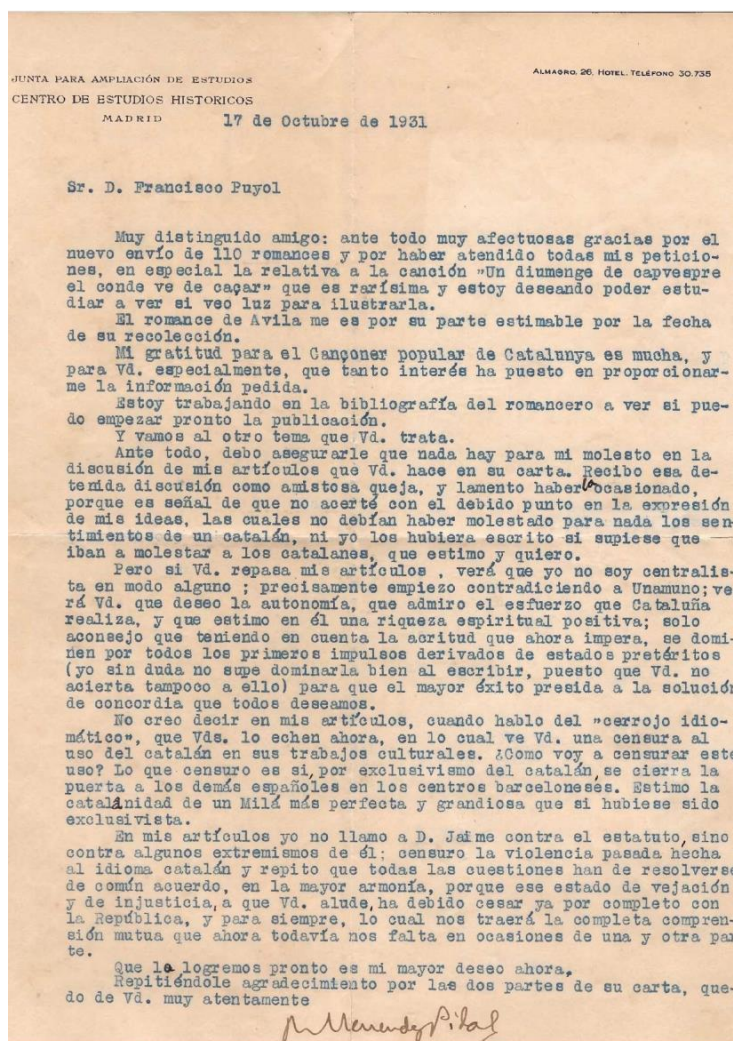 JUNTA PARA AMPLIACIÓN DE ESTUDIOS
CENTRO DE ESTUDIOS HISTORICOS
MADRID
ALMAGRO, 26, HOTEL. TELÉFONO 30.735
17 de Octubre de 1931
Sr. D. Francisco Puyol
Muy distinguido amigo: ante todo muy afectuosas gracias por el
nuevo envío de 110 romances y por haber atendido todas mis peticio-
nes, en especial la relativa a la canción "Un diumenge de capvespre
el conde ve de caçar" que es rarísima y estoy deseando poder estu-
diar a ver si veo luz para ilustrarla.
El romance de Avila me es por su parte estimable por la fecha
de su recolección.
Mi gratitud para el Cançoner popular de Catalunya es mucha, y
para Vd. especialmente, que tanto interés ha puesto en proporcionar-
me la información pedida.
Estoy trabajando en la bibliografía del romancero a ver si pue-
do empezar pronto la publicación.
Y vamos al otro tema que Vd. trata.
Ante todo, debo asegurarle que nada hay para mi molesto en la
discusión de mis artículos que Vd. hace en su carta. Recibo esa de-
tenida discusión como amistosa queja, y lamento haberla ocasionado,
porque es señal de que no acerté con el debido punto en la expresión
de mis ideas, las cuales no debían haber molestado para nada los sen-
timientos de un catalán, ni yo los hubiera escrito si supiese que
iban a molestar a los catalanes, que estimo y quiero.
Pero si Vd. repasa mis artículos , verá que yo no soy centralis-
ta en modo alguno ; precisamente empiezo contradiciendo a Unamuno; ve
rá Vd. que deseo la autonomía, que admiro el esfuerzo que Cataluña
realiza, y que estimo en él una riqueza espiritual positiva; solo
aconsejo que teniendo en cuenta la acritud que ahora impera, se domi-
nen por todos los primeros impulsos derivados de estados pretéritos
(yo sin duda no supe dominarla bien al escribir, puesto que Vd. no
acierta tampoco a ello) para que el mayor éxito presida a la solución
de concordia que todos deseamos.
No creo decir en mis artículos, cuando hablo del "cerrojo idio-
mático", que Vds. lo echen ahora, en lo cual ve Vd. una censura al
uso del catalán en sus trabajos culturales. ¿Como voy a censurar este
uso? Lo que censuro es si, por exclusivismo del catalán, se cierra la
puerta a los demás españoles en los centros barceloneses. Estimo la
catalanidad de un Milá más perfecta y grandiosa que si hubiese sido
exclusivista.
En mis artículos yo no llamo a D. Jaime contra el estatuto, sino
contra algunos extremismos de él; censuro la violencia pasada hecha
al idioma catalán y repito que todas las cuestiones han de resolverse
de común acuerdo, en la mayor armonía, porque ese estado de vejación
y de injusticia, a que Vd. alude, ha debido cesar ya por completo con
la República, y para siempre, lo cual nos traerá la completa compren-
sión mutua que ahora todavía nos falta en ocasiones de una y otra par
te.
Que la logremos pronto es mi mayor deseo ahora.
Repitiéndole agradecimiento por las dos partes de su carta, que-
do de Vd. muy atentamente
R Menendez Pidal